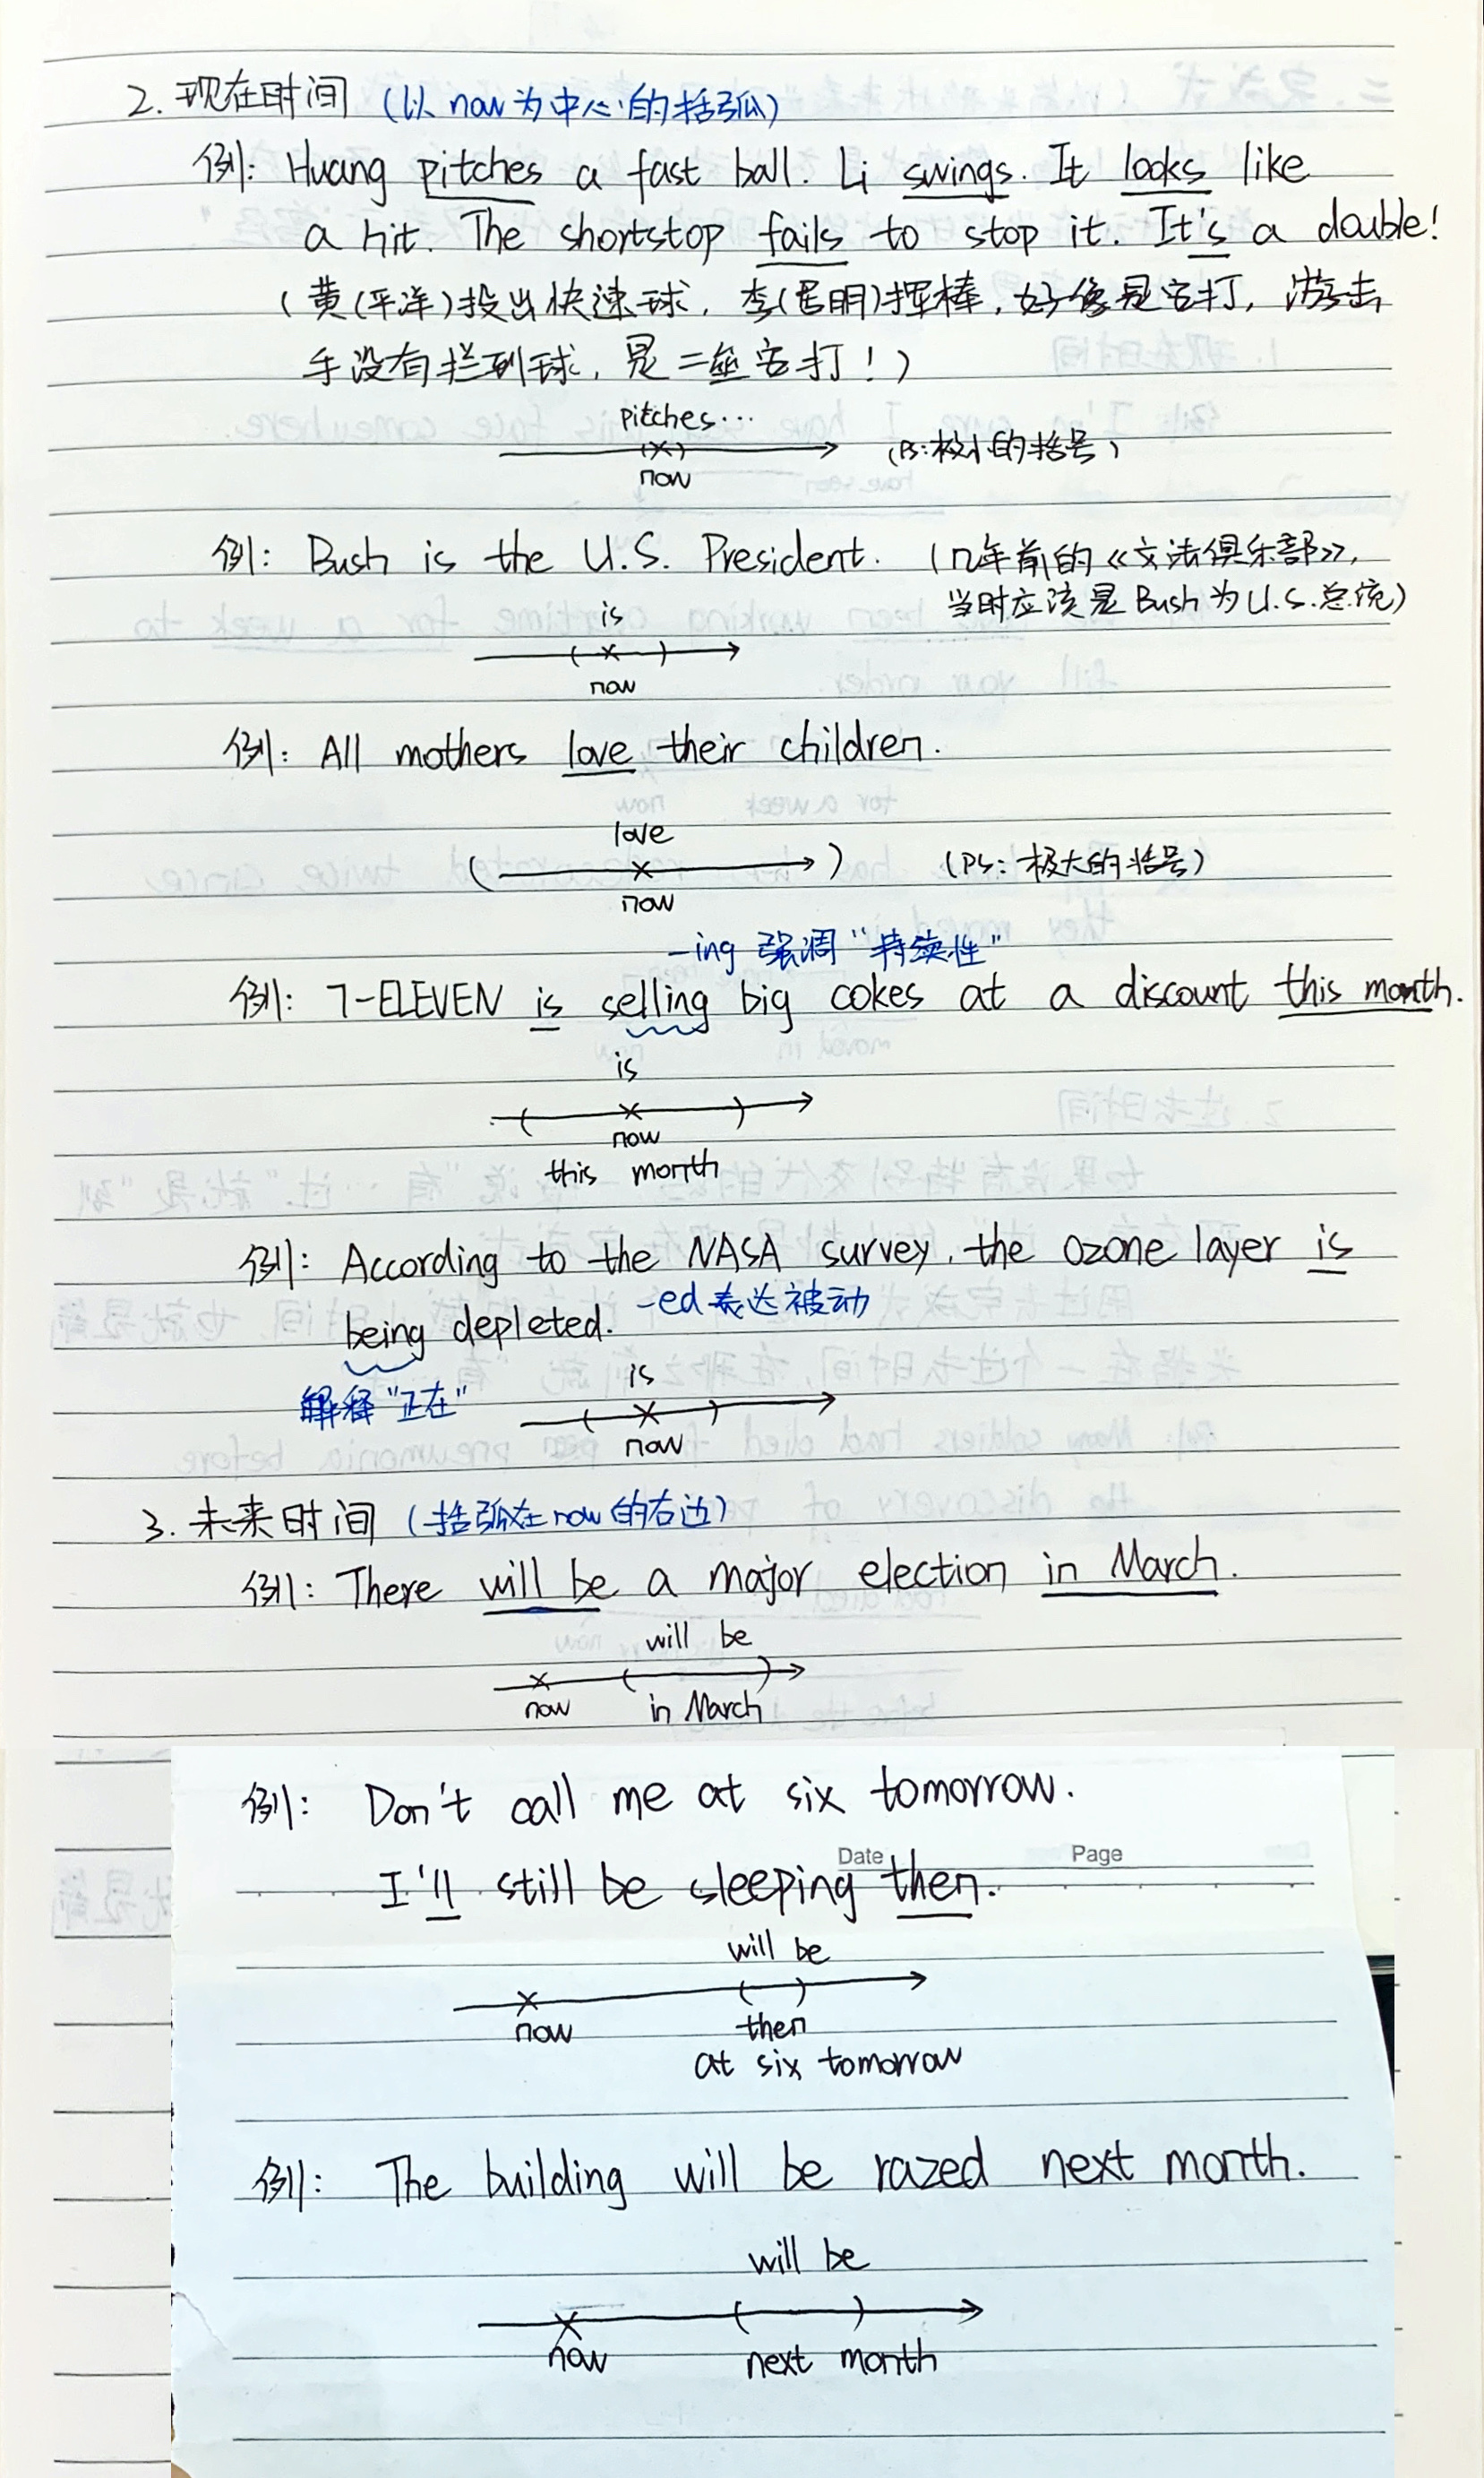 2. 现在时间 (以 now 为中心的括弧)
例: Huang pitches a fast ball. Li swings. It looks like
a hit. The shortstop fails to stop it. It's a double!
(黄(平洋)投出快速球, 李(居明)挥棒, 好像是安打, 游击
手没有拦到球, 是二垒安打!)
pitches...
(PS: 极小的括号)
now
例: Bush is the U.S. President. (几年前的《文法俱乐部》,
当时应该是 Bush 为 U.S. 总统)
is
now
例: All mothers love their children.
love
(PS: 极大的括号)
now
-ing 强调 "持续性"
例: 7-ELEVEN is selling big cokes at a discount this month.
is
now
this month
例: According to the NASA survey, the ozone layer is
being depleted. -ed 表达被动
解释 "正在"
is
now
3. 未来时间 (括弧在 now 的右边)
例: There will be a major election in March.
will be
now in March
例: Don't call me at six tomorrow.
Date Page
I'll still be sleeping then.
will be
now then
at six tomorrow
例: The building will be razed next month.
will be
now next month